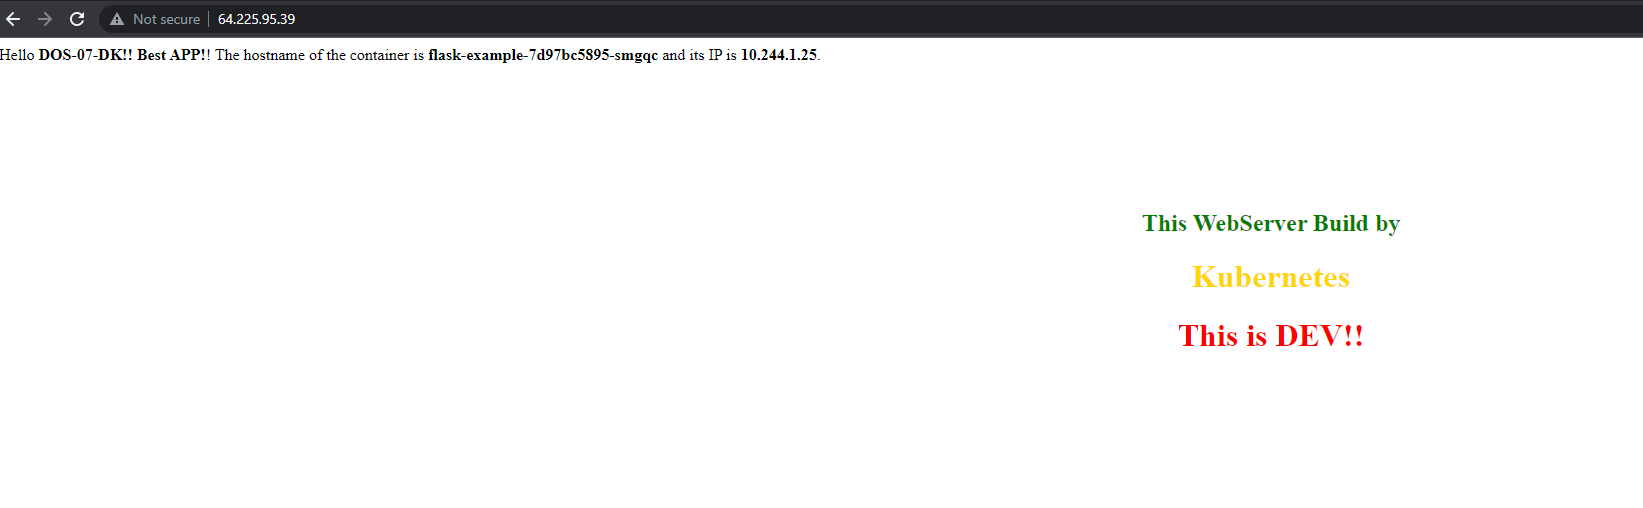 Not secure | 64.225.95.39
Hello DOS-07-DK!! Best APP!! The hostname of the container is flask-example-7d97bc5895-smgqc and its IP is 10.244.1.25.
This WebServer Build by
Kubernetes
This is DEV!!